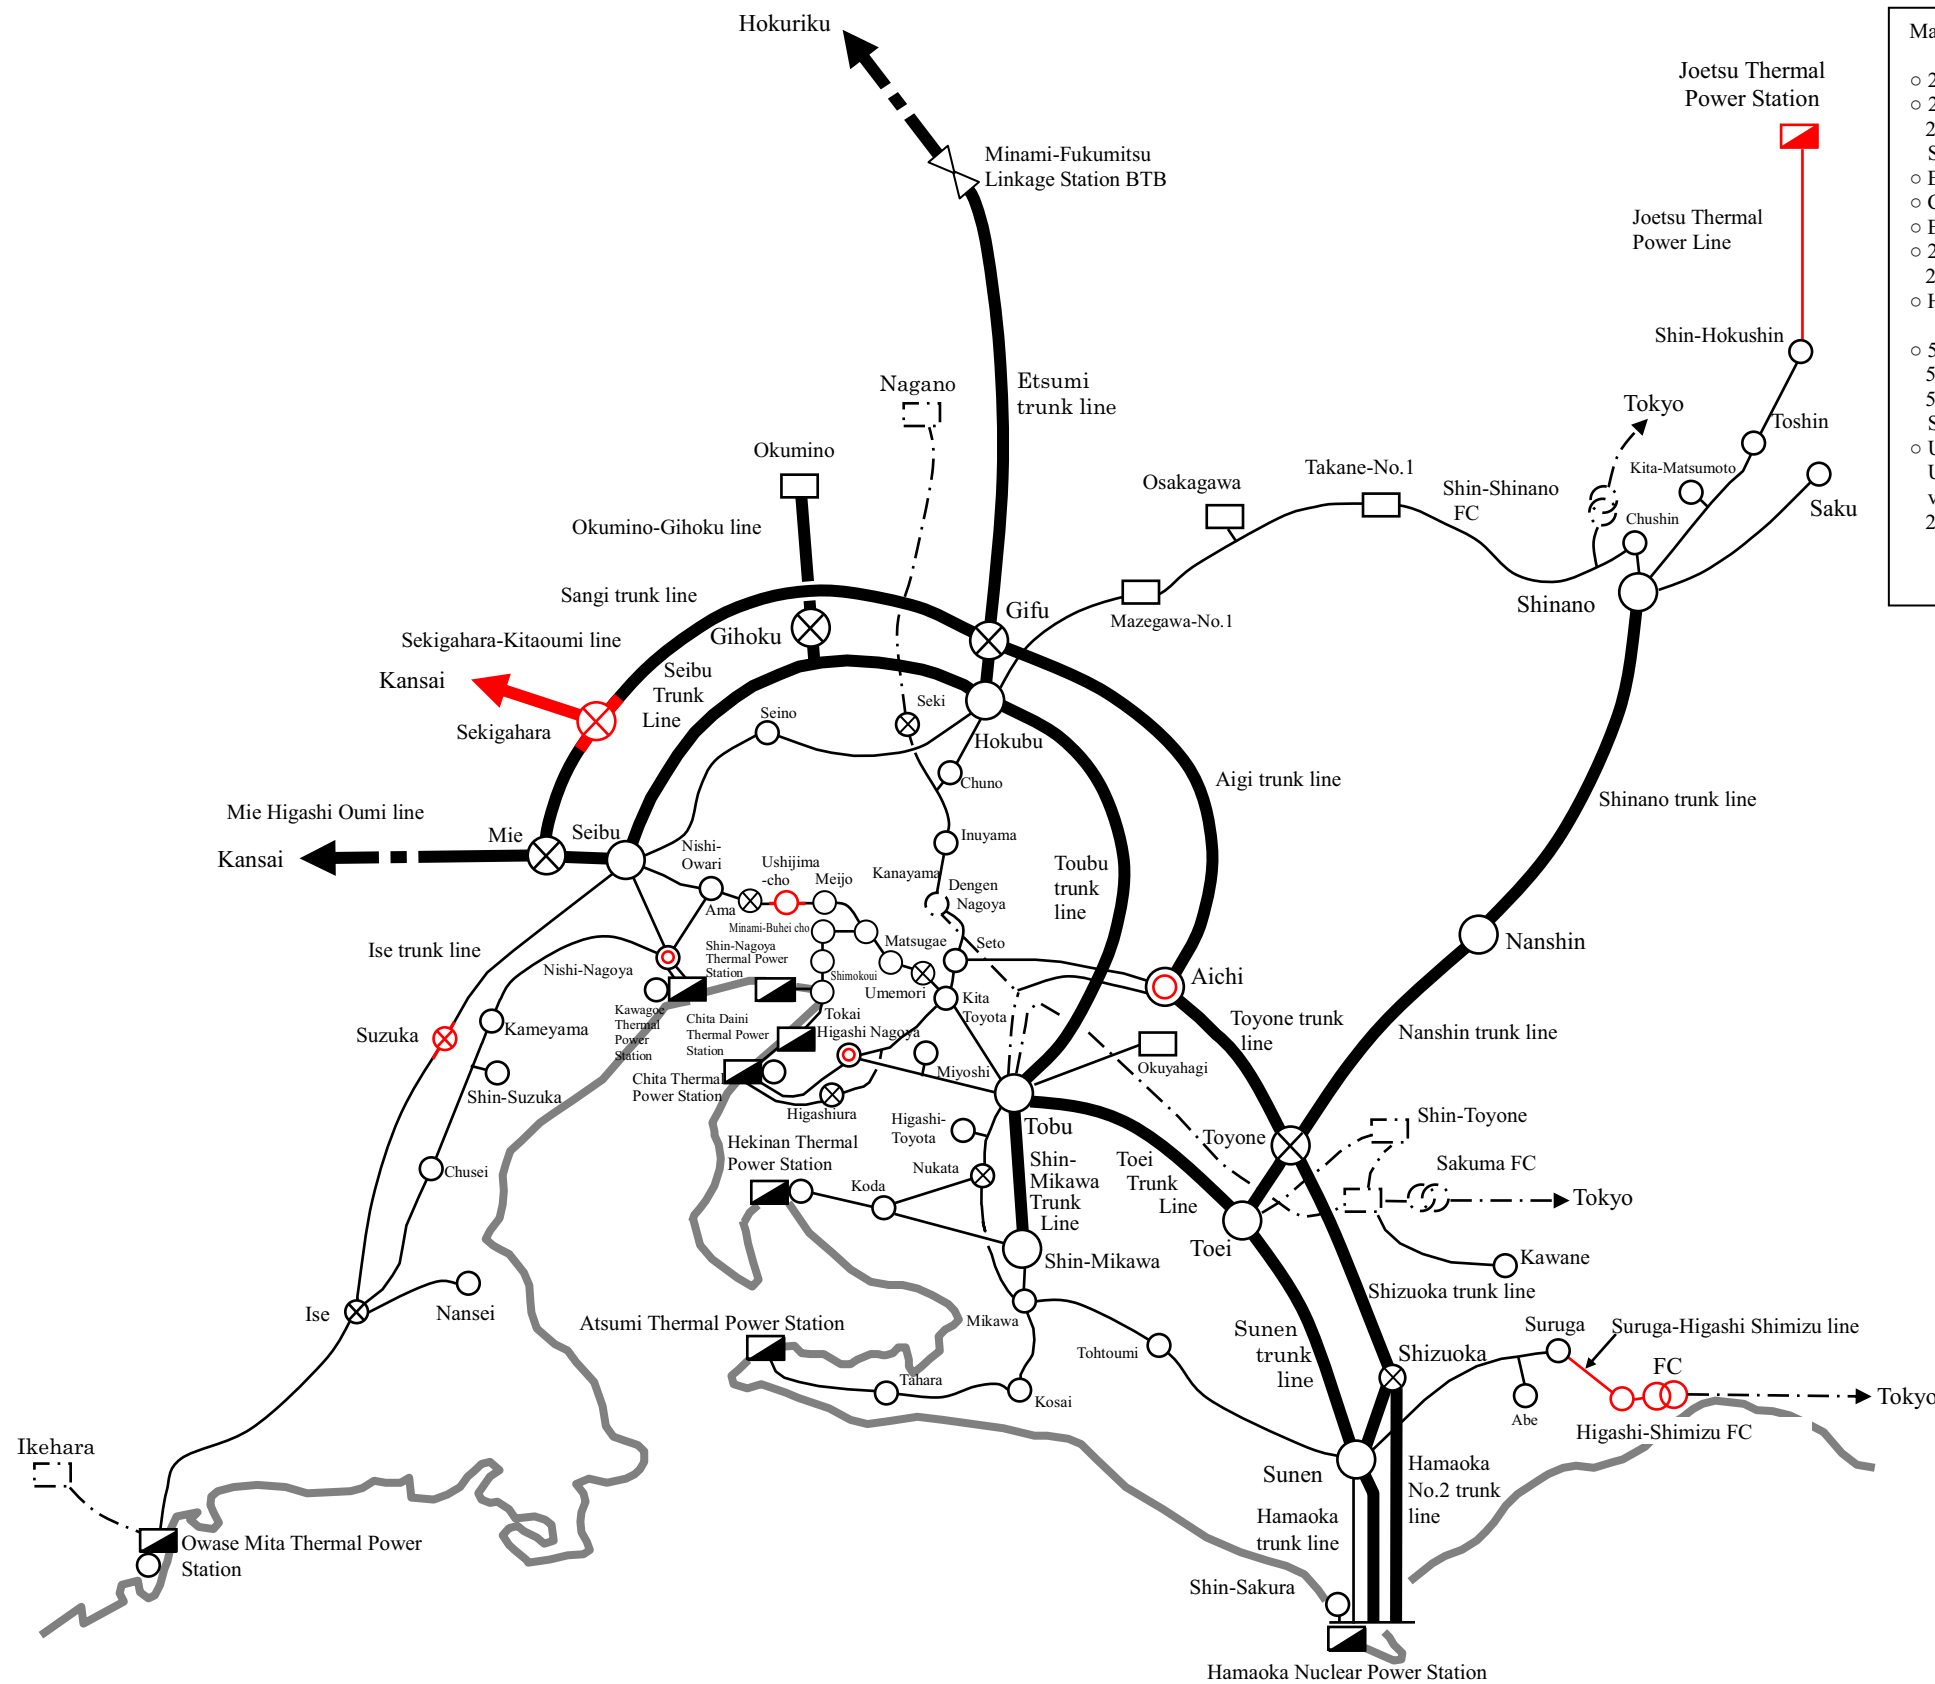 Hokuriku
Joetsu Thermal
Power Station
Minami-Fukumitsu
Linkage Station BTB
Joetsu Thermal
Power Line
Shin-Hokushin
Nagano
Etsumi
trunk line
Tokyo
Toshin
Okumino
Osakagawa
Takane-No.1
Kita-Matsumoto
Shin-Shinano
FC
Saku
Chushin
Okumino-Gihoku line
Sangi trunk line
Gifu
Shinano
Mazegawa-No.1
Sekigahara-Kitaoumi line
Gihoku
Kansai
Seibu
Trunk
Line
Seki
Seino
Sekigahara
Hokubu
Chuno
Aigi trunk line
Shinano trunk line
Mie Higashi Oumi line
Mie
Seibu
Inuyama
Kansai
Nishi-
Owari
Ushijima
-cho
Meijo
Kanayama
Toubu
trunk
line
Dengen
Nagoya
Ama
Minami-Buhei cho
Matsugae
Seto
Nanshin
Ise trunk line
Shin-Nagoya
Thermal Power
Station
Nishi-Nagoya
Shimokoui
Umemori
Aichi
Kita
Toyota
Kawagoe
Thermal
Power
Station
Chita Daini
Thermal Power
Station
Tokai
Higashi Nagoya
Toyone trunk
line
Nanshin trunk line
Suzuka
Kameyama
Okuyahagi
Miyoshi
Chita Thermal
Power Station
Shin-Suzuka
Higashiura
Higashi-
Toyota
Tobu
Toyone
Shin-Toyone
Hekinan Thermal
Power Station
Nukata
Shin-
Mikawa
Trunk
Line
Toei
Trunk
Line
Sakuma FC
Tokyo
Chusei
Koda
Toei
Kawane
Shin-Mikawa
Shizuoka trunk line
Ise
Nansei
Atsumi Thermal Power Station
Mikawa
Tohtoumi
Sunen
trunk
line
Shizuoka
Suruga
Suruga-Higashi Shimizu line
FC
Tahara
Kosai
Abe
Tokyo
Higashi-Shimizu FC
Ikehara
Sunen
Hamaoka
No.2 trunk
line
Hamaoka
trunk line
Owase Mita Thermal Power
Station
Shin-Sakura
Hamaoka Nuclear Power Station